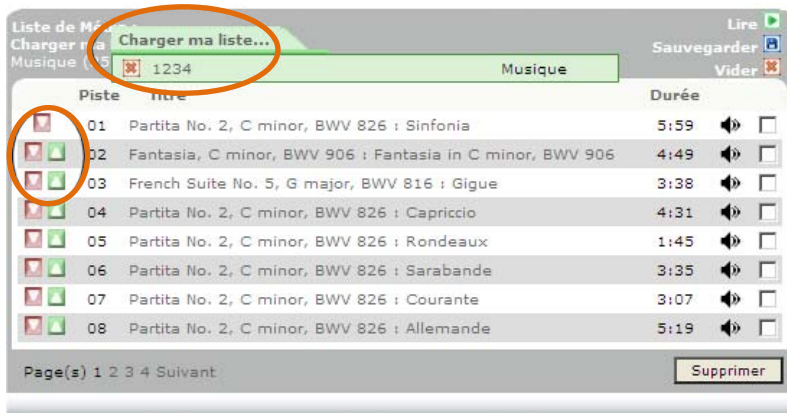 Liste de
Charger ma
Musique
Charger ma liste...
1234 Musique
Lire
Sauvegarder
Vider
Piste Titre Durée
01 Partita No. 2, C minor, BWV 826 : Sinfonia 5:59
02 Fantasia, C minor, BWV 906 : Fantasia in C minor, BWV 906 4:49
03 French Suite No. 5, G major, BWV 816 : Gigue 3:38
04 Partita No. 2, C minor, BWV 826 : Capriccio 4:31
05 Partita No. 2, C minor, BWV 826 : Rondeaux 1:45
06 Partita No. 2, C minor, BWV 826 : Sarabande 3:35
07 Partita No. 2, C minor, BWV 826 : Courante 3:07
08 Partita No. 2, C minor, BWV 826 : Allemande 5:19
Page(s) 1 2 3 4 Suivant Supprimer